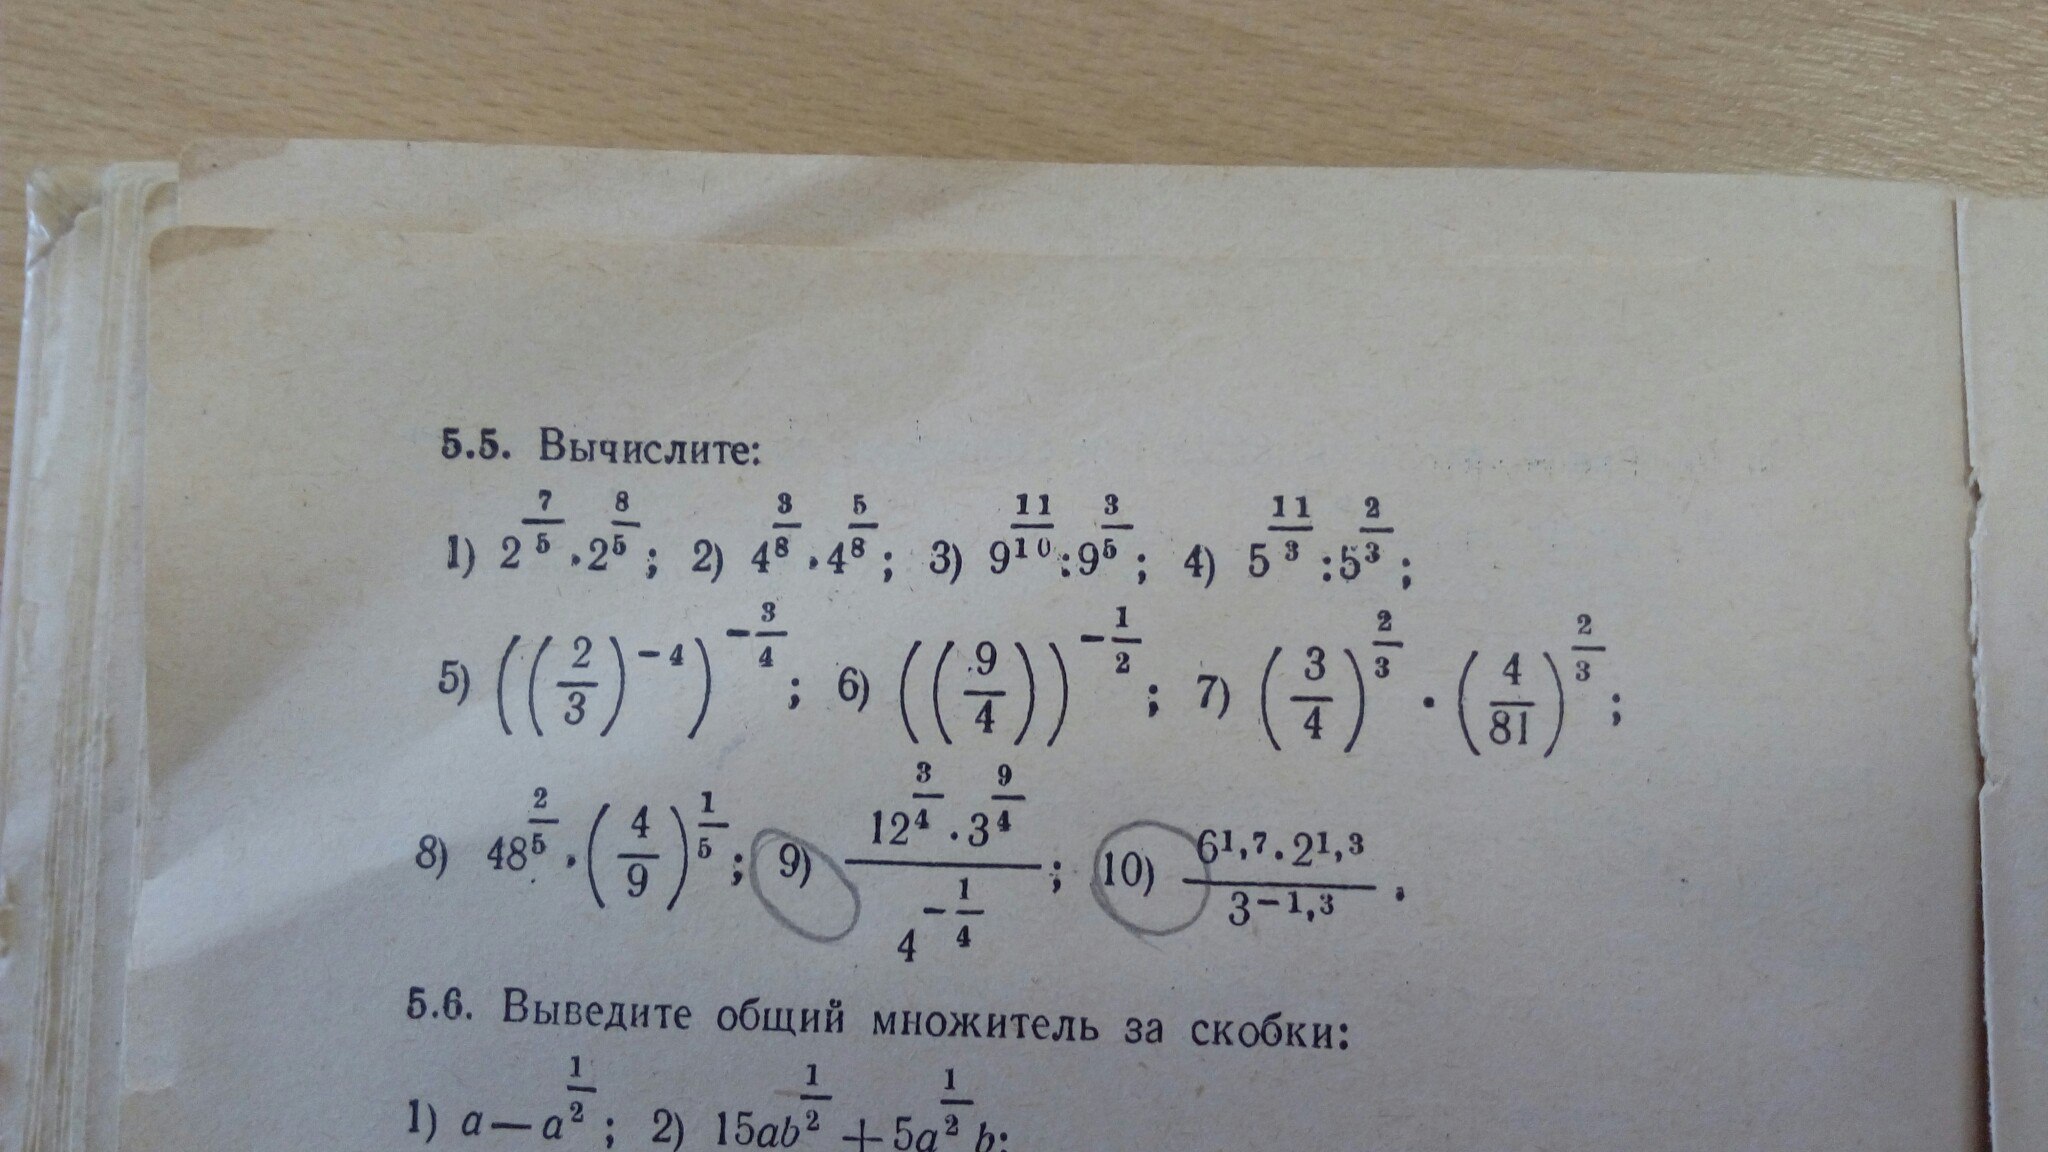 5.5. Вычислите:
1) 2^{7/5}·2^{8/5}; 2) 4^{3/8}·4^{5/8}; 3) 9^{11/10}:9^{3/5}; 4) 5^{11/3}:5^{2/3};
5) ((2/3)^{-4})^{-3/4}; 6) ((9/4))^{-1/2}; 7) (3/4)^{2/3}·(4/81)^{2/3};
8) 48^{2/5}·(4/9)^{1/5}; 9) (12^{3/4}·3^{9/4})/(4^{-1/4}); 10) (6^{1,7}·2^{1,3})/(3^{-1,3}).
5.6. Выведите общий множитель за скобки:
1) a—a^{1/2}; 2) 15ab^{1/2}+5a^{1/2}b;